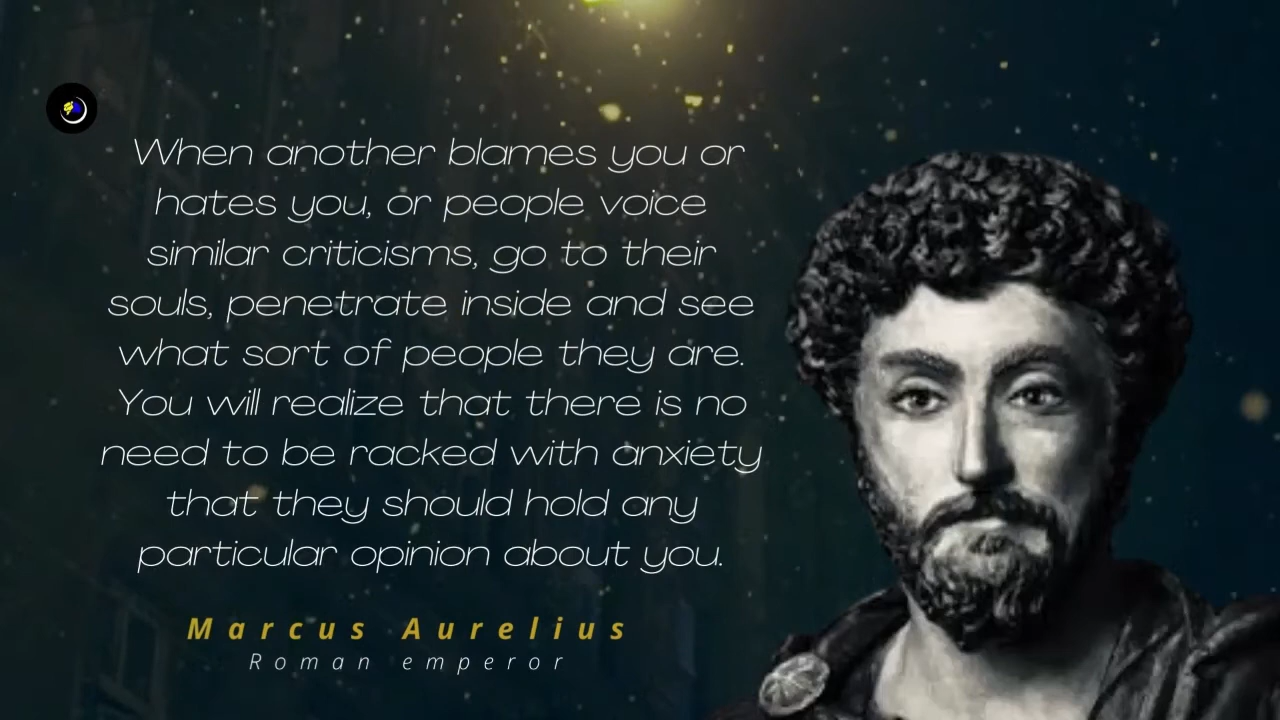 When another blames you or
hates you, or people voice
similar criticisms, go to their
souls, penetrate inside and see
what sort of people they are.
You will realize that there is no
need to be racked with anxiety
that they should hold any
particular opinion about you.
Marcus Aurelius
Roman emperor